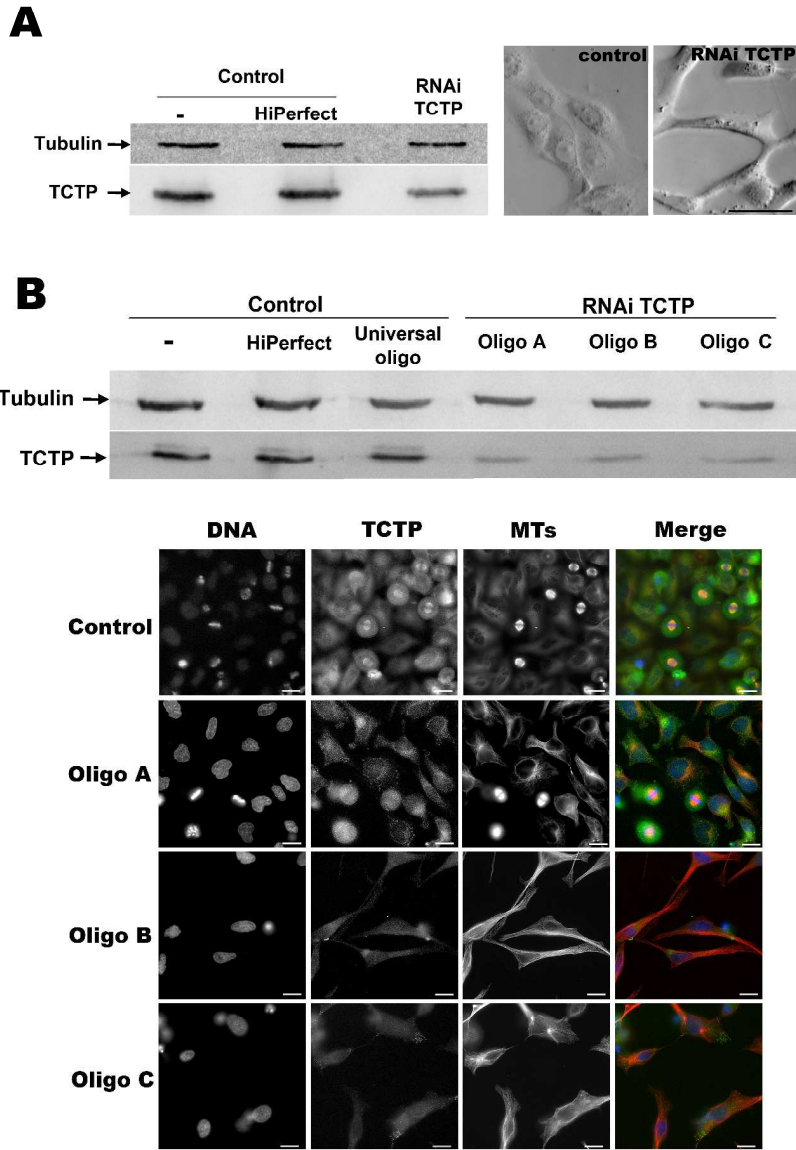 A
Control
RNAi
TCTP
-
HiPerfect
Tubulin
TCTP
control
RNAi TCTP
B
Control
RNAi TCTP
-
HiPerfect
Universal
oligo
Oligo A
Oligo B
Oligo C
Tubulin
TCTP
DNA
TCTP
MTs
Merge
Control
Oligo A
Oligo B
Oligo C